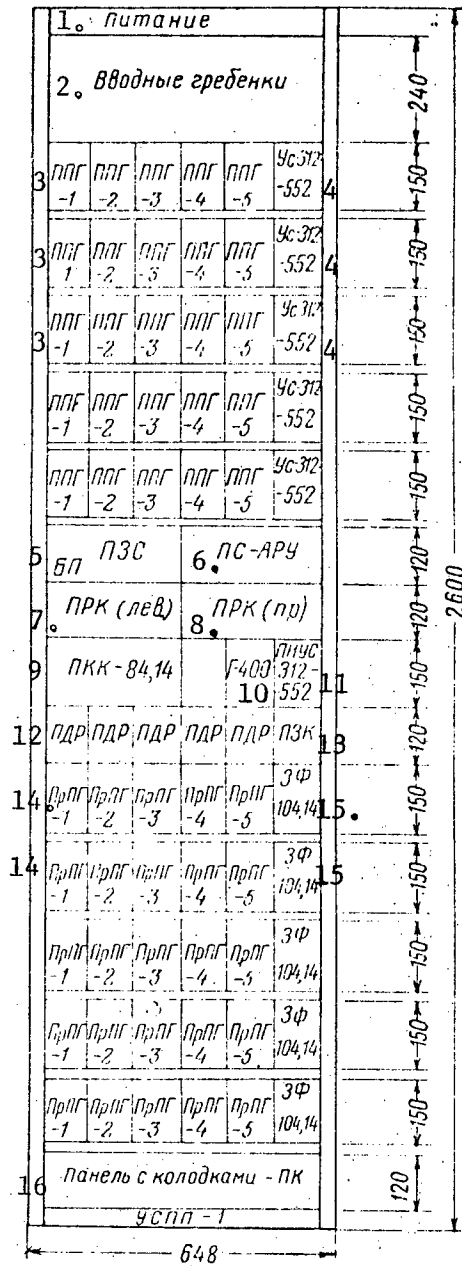 1. Питание
2. Вводные гребенки
240
3 ППГ -1 ППГ -2 ППГ -3 ППГ -4 ППГ -5 Ус-312 -552 4
150
3 ППГ 1 ППГ -2 ППГ -3 ППГ -4 ППГ -5 Ус-312 -552 4
150
3 ППГ -1 ППГ -2 ППГ -3 ППГ -4 ППГ -5 Ус-312 -552 4
150
ППГ -1 ППГ -2 ППГ -3 ППГ -4 ППГ -5 Ус-312 -552
150
ППГ -1 ППГ -2 ППГ -3 ППГ -4 ППГ -5 Ус-312 -552
150
5 БП ПЗС 6. ПС-АРУ
120
7. ПРК (лев.) 8. ПРК (пр)
120
2600
9 ПКК-84,14 Г-400 10 ПНУС 312-552 11
150
12 ПДР ПДР ПДР ПДР ПДР ПЗК 13
120
14. ПрПГ -1 ПрПГ -2 ПрПГ -3 ПрПГ -4 ПрПГ -5 ЗФ 104,14 15.
150
14 ПрПГ -1 ПрПГ -2 ПрПГ -3 ПрПГ -4 ПрПГ -5 ЗФ 104,14 15
150
ПрПГ -1 ПрПГ -2 ПрПГ -3 ПрПГ -4 ПрПГ -5 ЗФ 104,14
150
ПрПГ -1 ПрПГ -2 ПрПГ -3 ПрПГ -4 ПрПГ -5 ЗФ 104,14
150
ПрПГ -1 ПрПГ -2 ПрПГ -3 ПрПГ -4 ПрПГ -5 ЗФ 104,14
150
16 Панель с колодками - ПК
120
УСПП-1
648